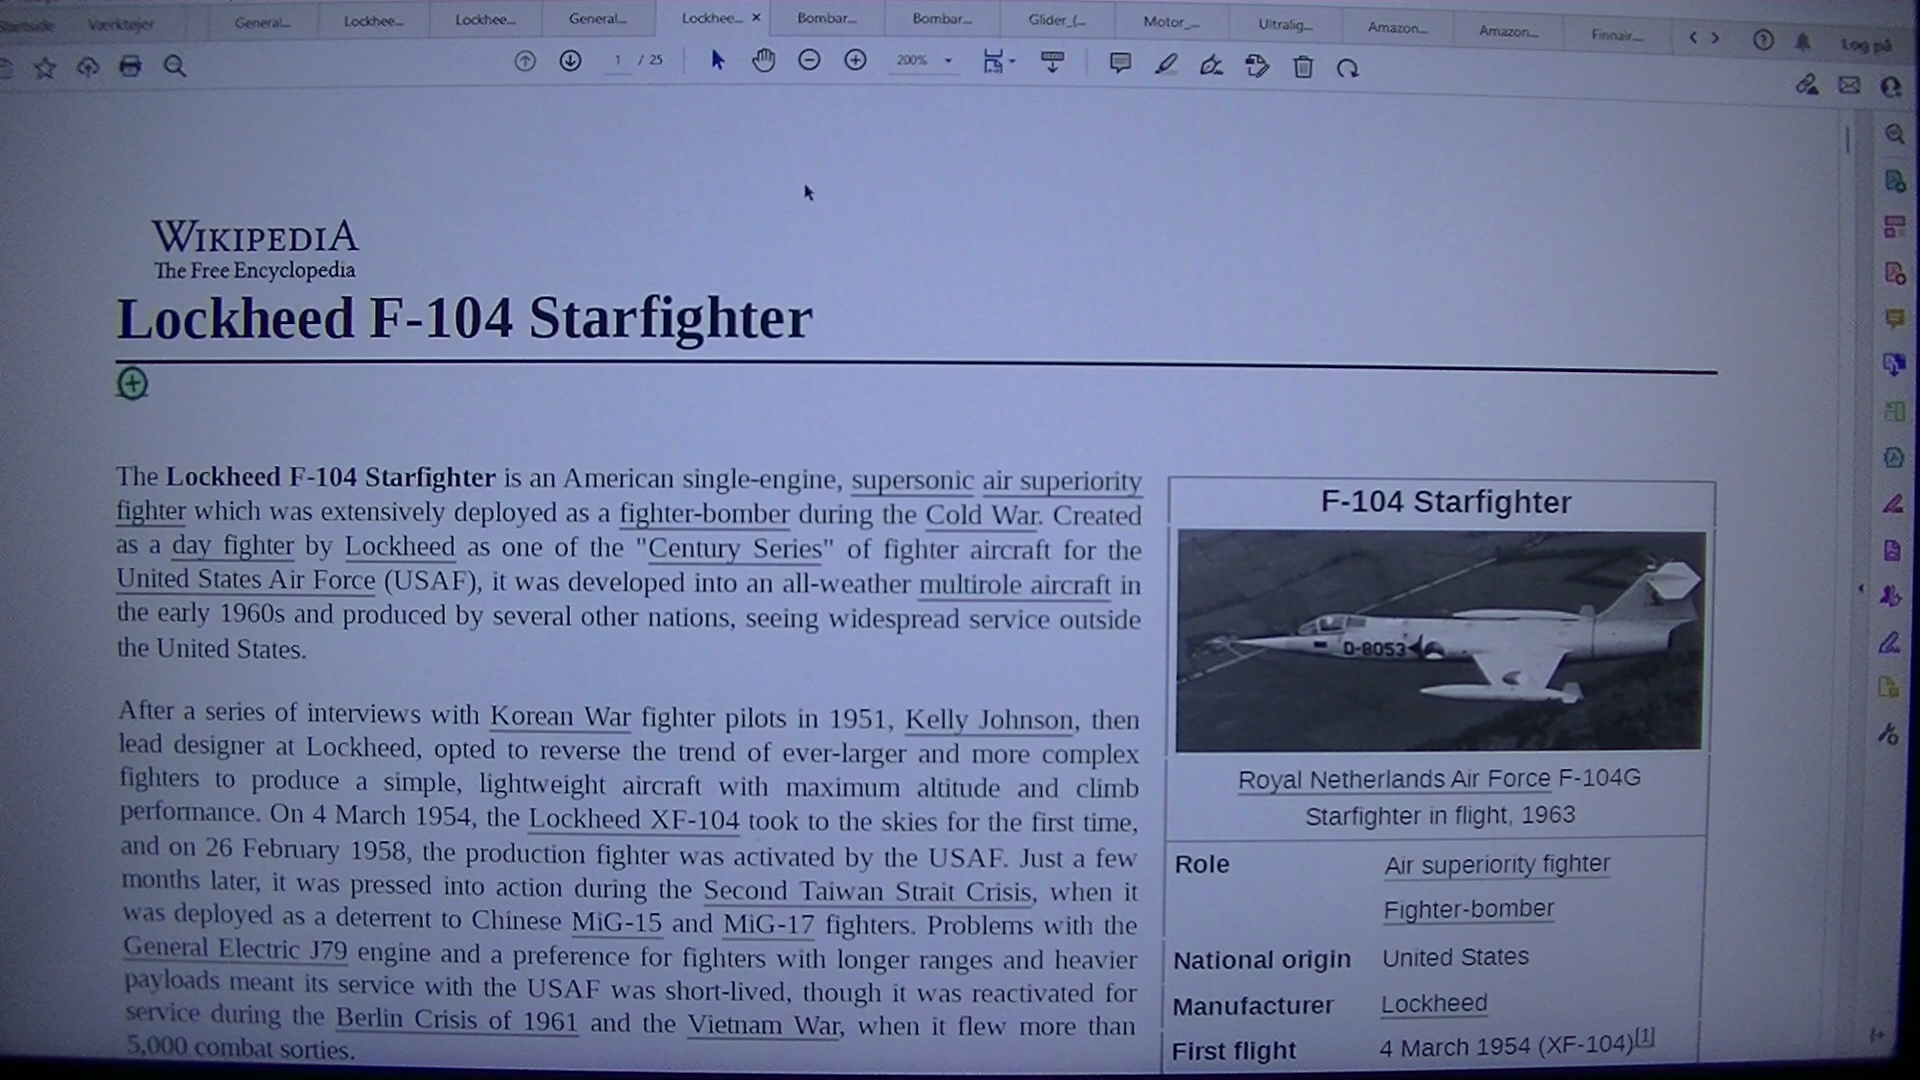 Startside Værktøjer General... Lockhee... Lockhee... General... Lockhee... × Bombar... Bombar... Glider_(... Motor_... Ultralig... Amazon... Amazon... Finnair... Log på
1 / 25 200%
WIKIPEDIA
The Free Encyclopedia
Lockheed F-104 Starfighter
The Lockheed F-104 Starfighter is an American single-engine, supersonic air superiority
fighter which was extensively deployed as a fighter-bomber during the Cold War. Created
as a day fighter by Lockheed as one of the "Century Series" of fighter aircraft for the
United States Air Force (USAF), it was developed into an all-weather multirole aircraft in
the early 1960s and produced by several other nations, seeing widespread service outside
the United States.
After a series of interviews with Korean War fighter pilots in 1951, Kelly Johnson, then
lead designer at Lockheed, opted to reverse the trend of ever-larger and more complex
fighters to produce a simple, lightweight aircraft with maximum altitude and climb
performance. On 4 March 1954, the Lockheed XF-104 took to the skies for the first time,
and on 26 February 1958, the production fighter was activated by the USAF. Just a few
months later, it was pressed into action during the Second Taiwan Strait Crisis, when it
was deployed as a deterrent to Chinese MiG-15 and MiG-17 fighters. Problems with the
General Electric J79 engine and a preference for fighters with longer ranges and heavier
payloads meant its service with the USAF was short-lived, though it was reactivated for
service during the Berlin Crisis of 1961 and the Vietnam War, when it flew more than
5,000 combat sorties.
F-104 Starfighter
D-8053
Royal Netherlands Air Force F-104G
Starfighter in flight, 1963
Role Air superiority fighter
Fighter-bomber
National origin United States
Manufacturer Lockheed
First flight 4 March 1954 (XF-104)[1]